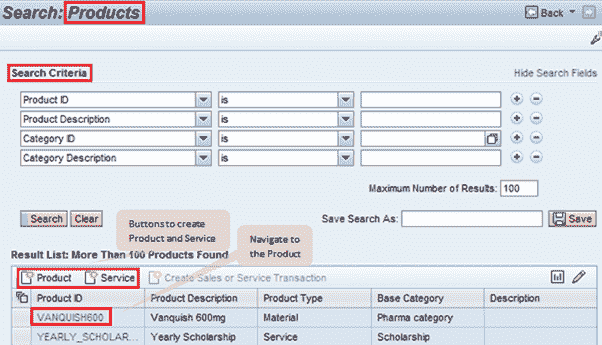 Search: Products
Back
Search Criteria
Hide Search Fields
Product ID is
Product Description is
Category ID is
Category Description is
Maximum Number of Results: 100
Search Clear
Save Search As: Save
Buttons to create
Product and Service
Navigate to
the Product
Result List: More Than 100 Products Found
Product Service Create Sales or Service Transaction
Product ID Product Description Product Type Base Category Description
VANQUISH600 Vanquish 600mg Material Pharma category
YEARLY_SCHOLAR... Yearly Scholarship Service Scholarship